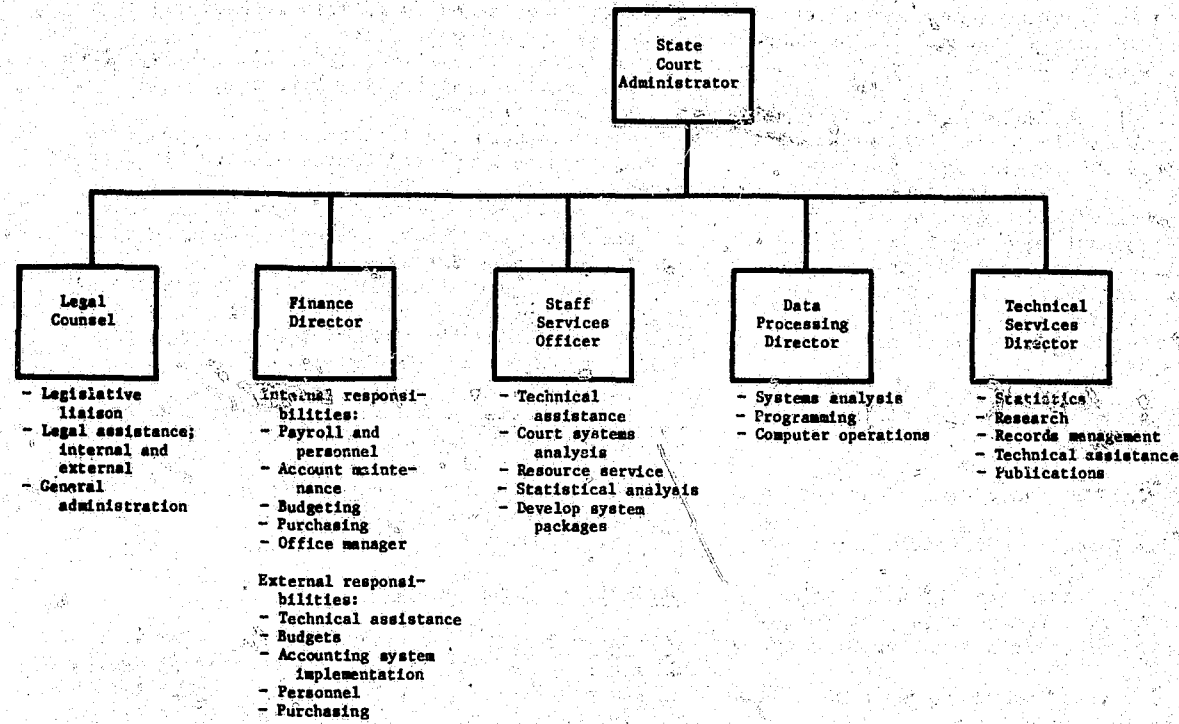 State
Court
Administrator
Legal
Counsel
- Legislative
liaison
- Legal assistance;
internal and
external
- General
administration
Finance
Director
Internal responsi-
bilities:
- Payroll and
personnel
- Account mainte-
nance
- Budgeting
- Purchasing
- Office manager
External responsi-
bilities:
- Technical assistance
- Budgets
- Accounting system
implementation
- Personnel
- Purchasing
Staff
Services
Officer
- Technical
assistance
- Court systems
analysis
- Resource service
- Statistical analysis
- Develop system
packages
Data
Processing
Director
- Systems analysis
- Programming
- Computer operations
Technical
Services
Director
- Statistics
- Research
- Records management
- Technical assistance
- Publications